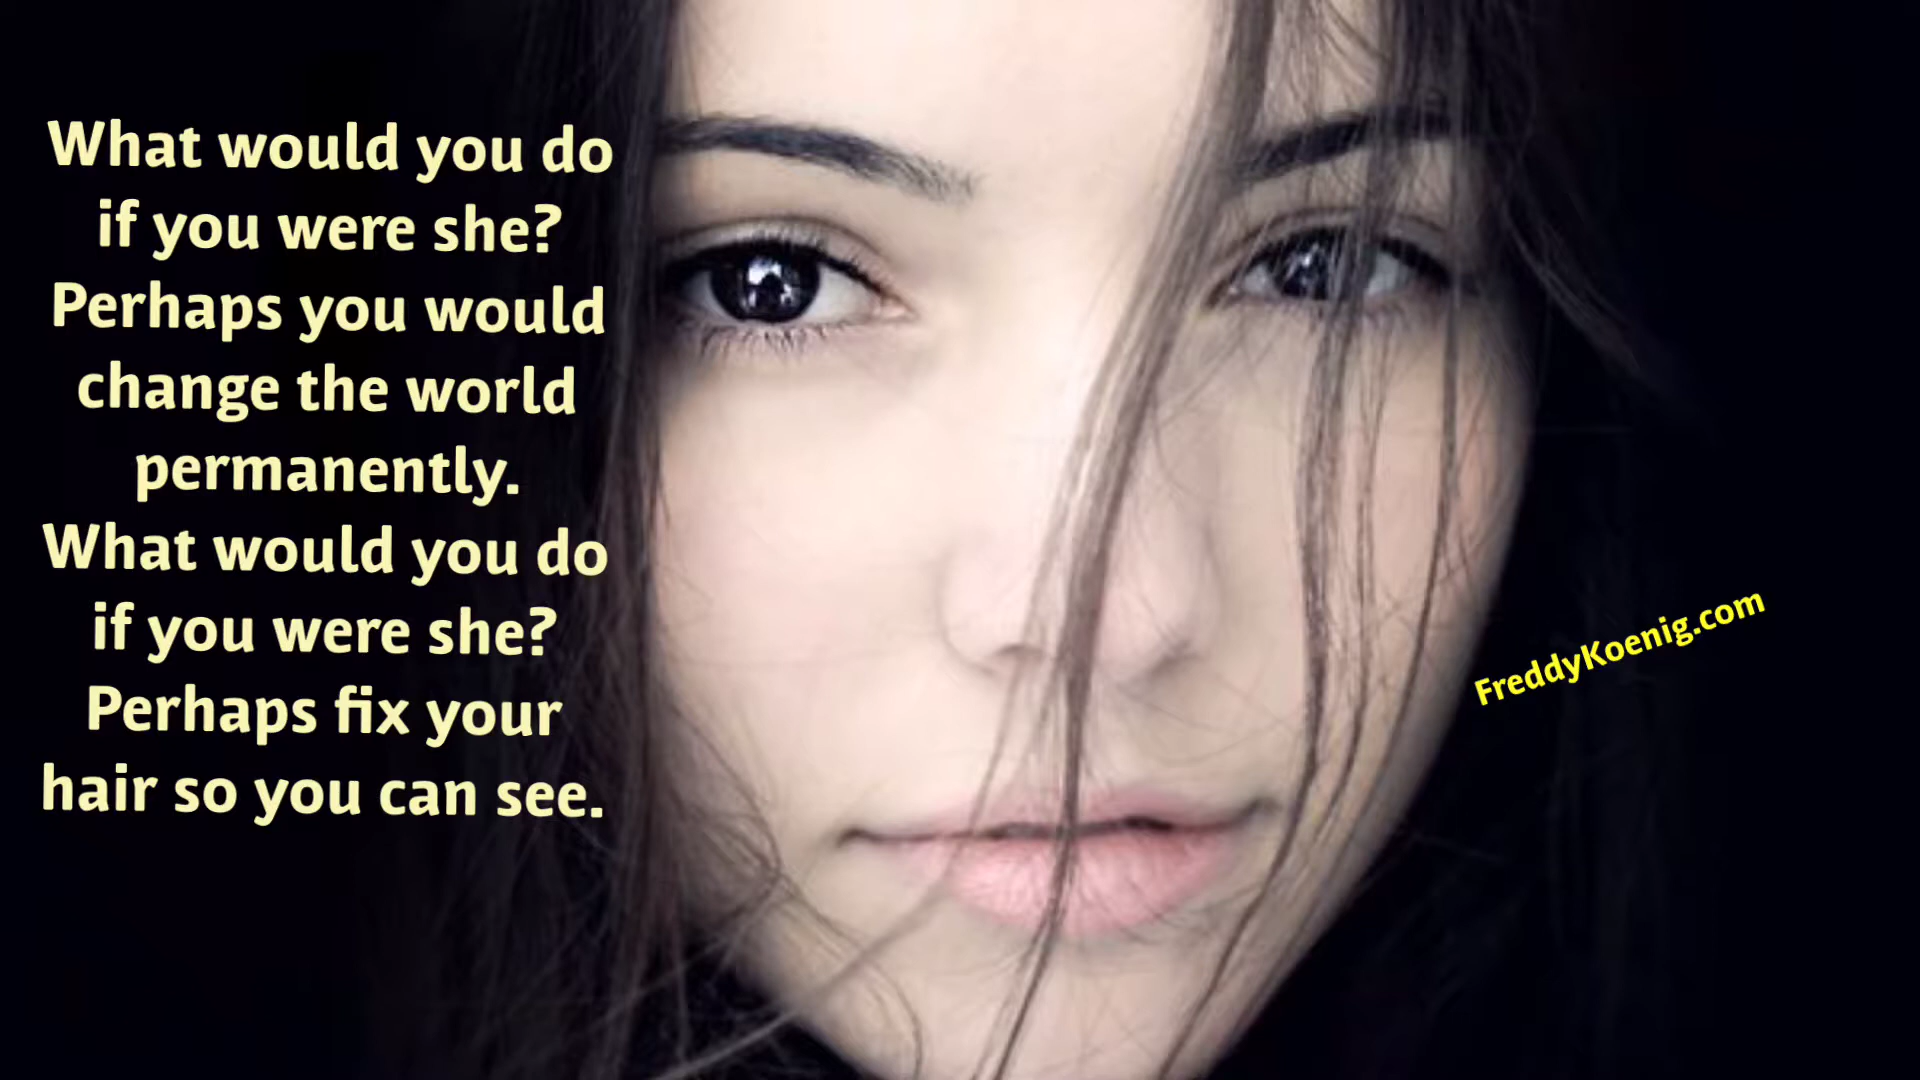 What would you do
if you were she?
Perhaps you would
change the world
permanently.
What would you do
if you were she?
Perhaps fix your
hair so you can see.
FreddyKoenig.com